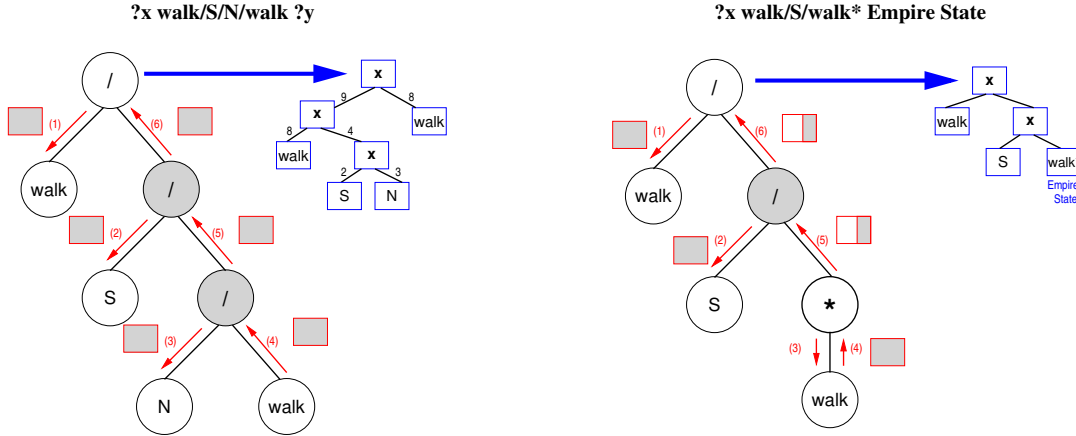 ?x walk/S/N/walk ?y
/
x
(1)
(6)
9
8
x
walk
8
4
walk
x
walk
/
2
3
S
N
(2)
(5)
S
/
(3)
(4)
N
walk
?x walk/S/walk* Empire State
/
x
(1)
(6)
walk
x
walk
/
S
walk
Empire
State
(2)
(5)
S
*
(3)
(4)
walk